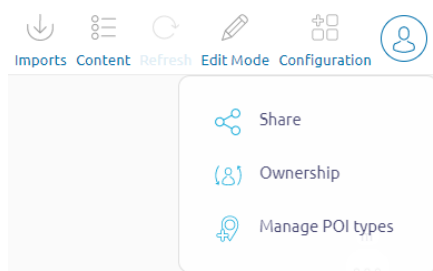 Imports Content Refresh Edit Mode Configuration
Share
Ownership
Manage POI types